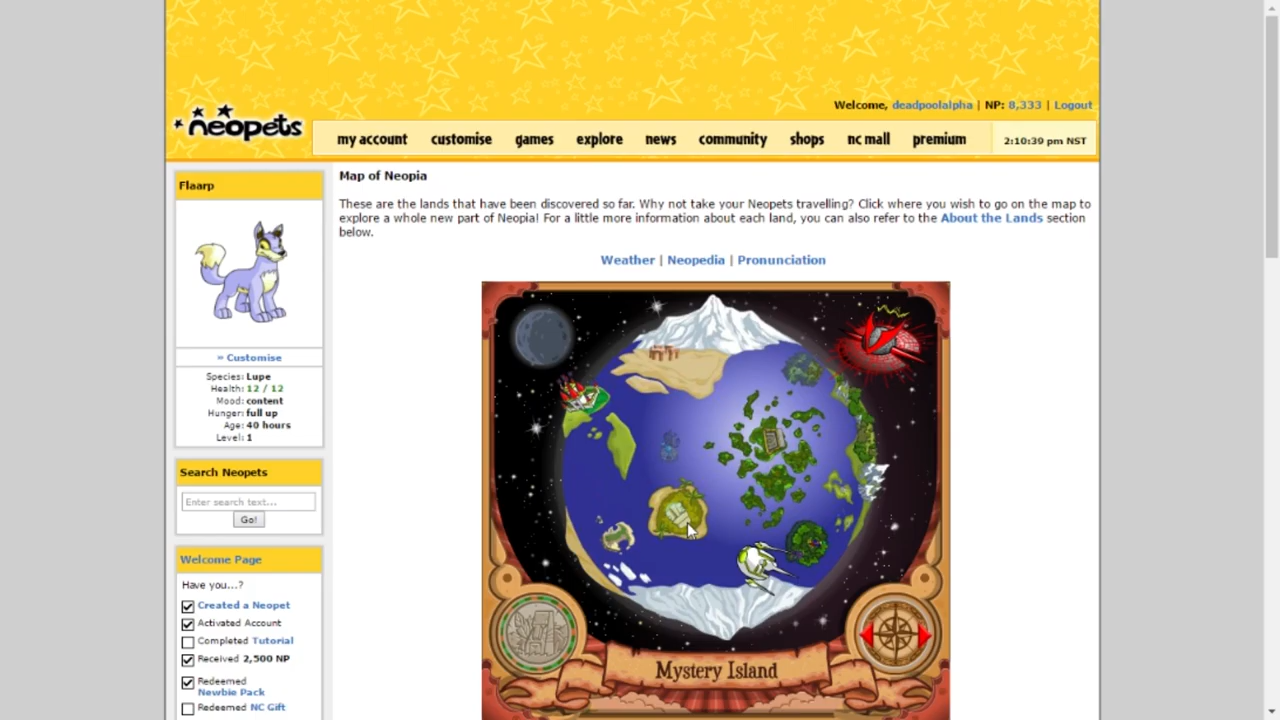 Welcome, deadpoolalpha | NP: 8,333 | Logout
neopets
my account customise games explore news community shops nc mall premium 2:10:39 pm NST
Flaarp
» Customise
Species: Lupe
Health: 12 / 12
Mood: content
Hunger: full up
Age: 40 hours
Level: 1
Search Neopets
Enter search text...
Go!
Welcome Page
Have you...?
Created a Neopet
Activated Account
Completed Tutorial
Received 2,500 NP
Redeemed
Newbie Pack
Redeemed NC Gift
Map of Neopia
These are the lands that have been discovered so far. Why not take your Neopets travelling? Click where you wish to go on the map to
explore a whole new part of Neopia! For a little more information about each land, you can also refer to the About the Lands section
below.
Weather | Neopedia | Pronunciation
Mystery Island